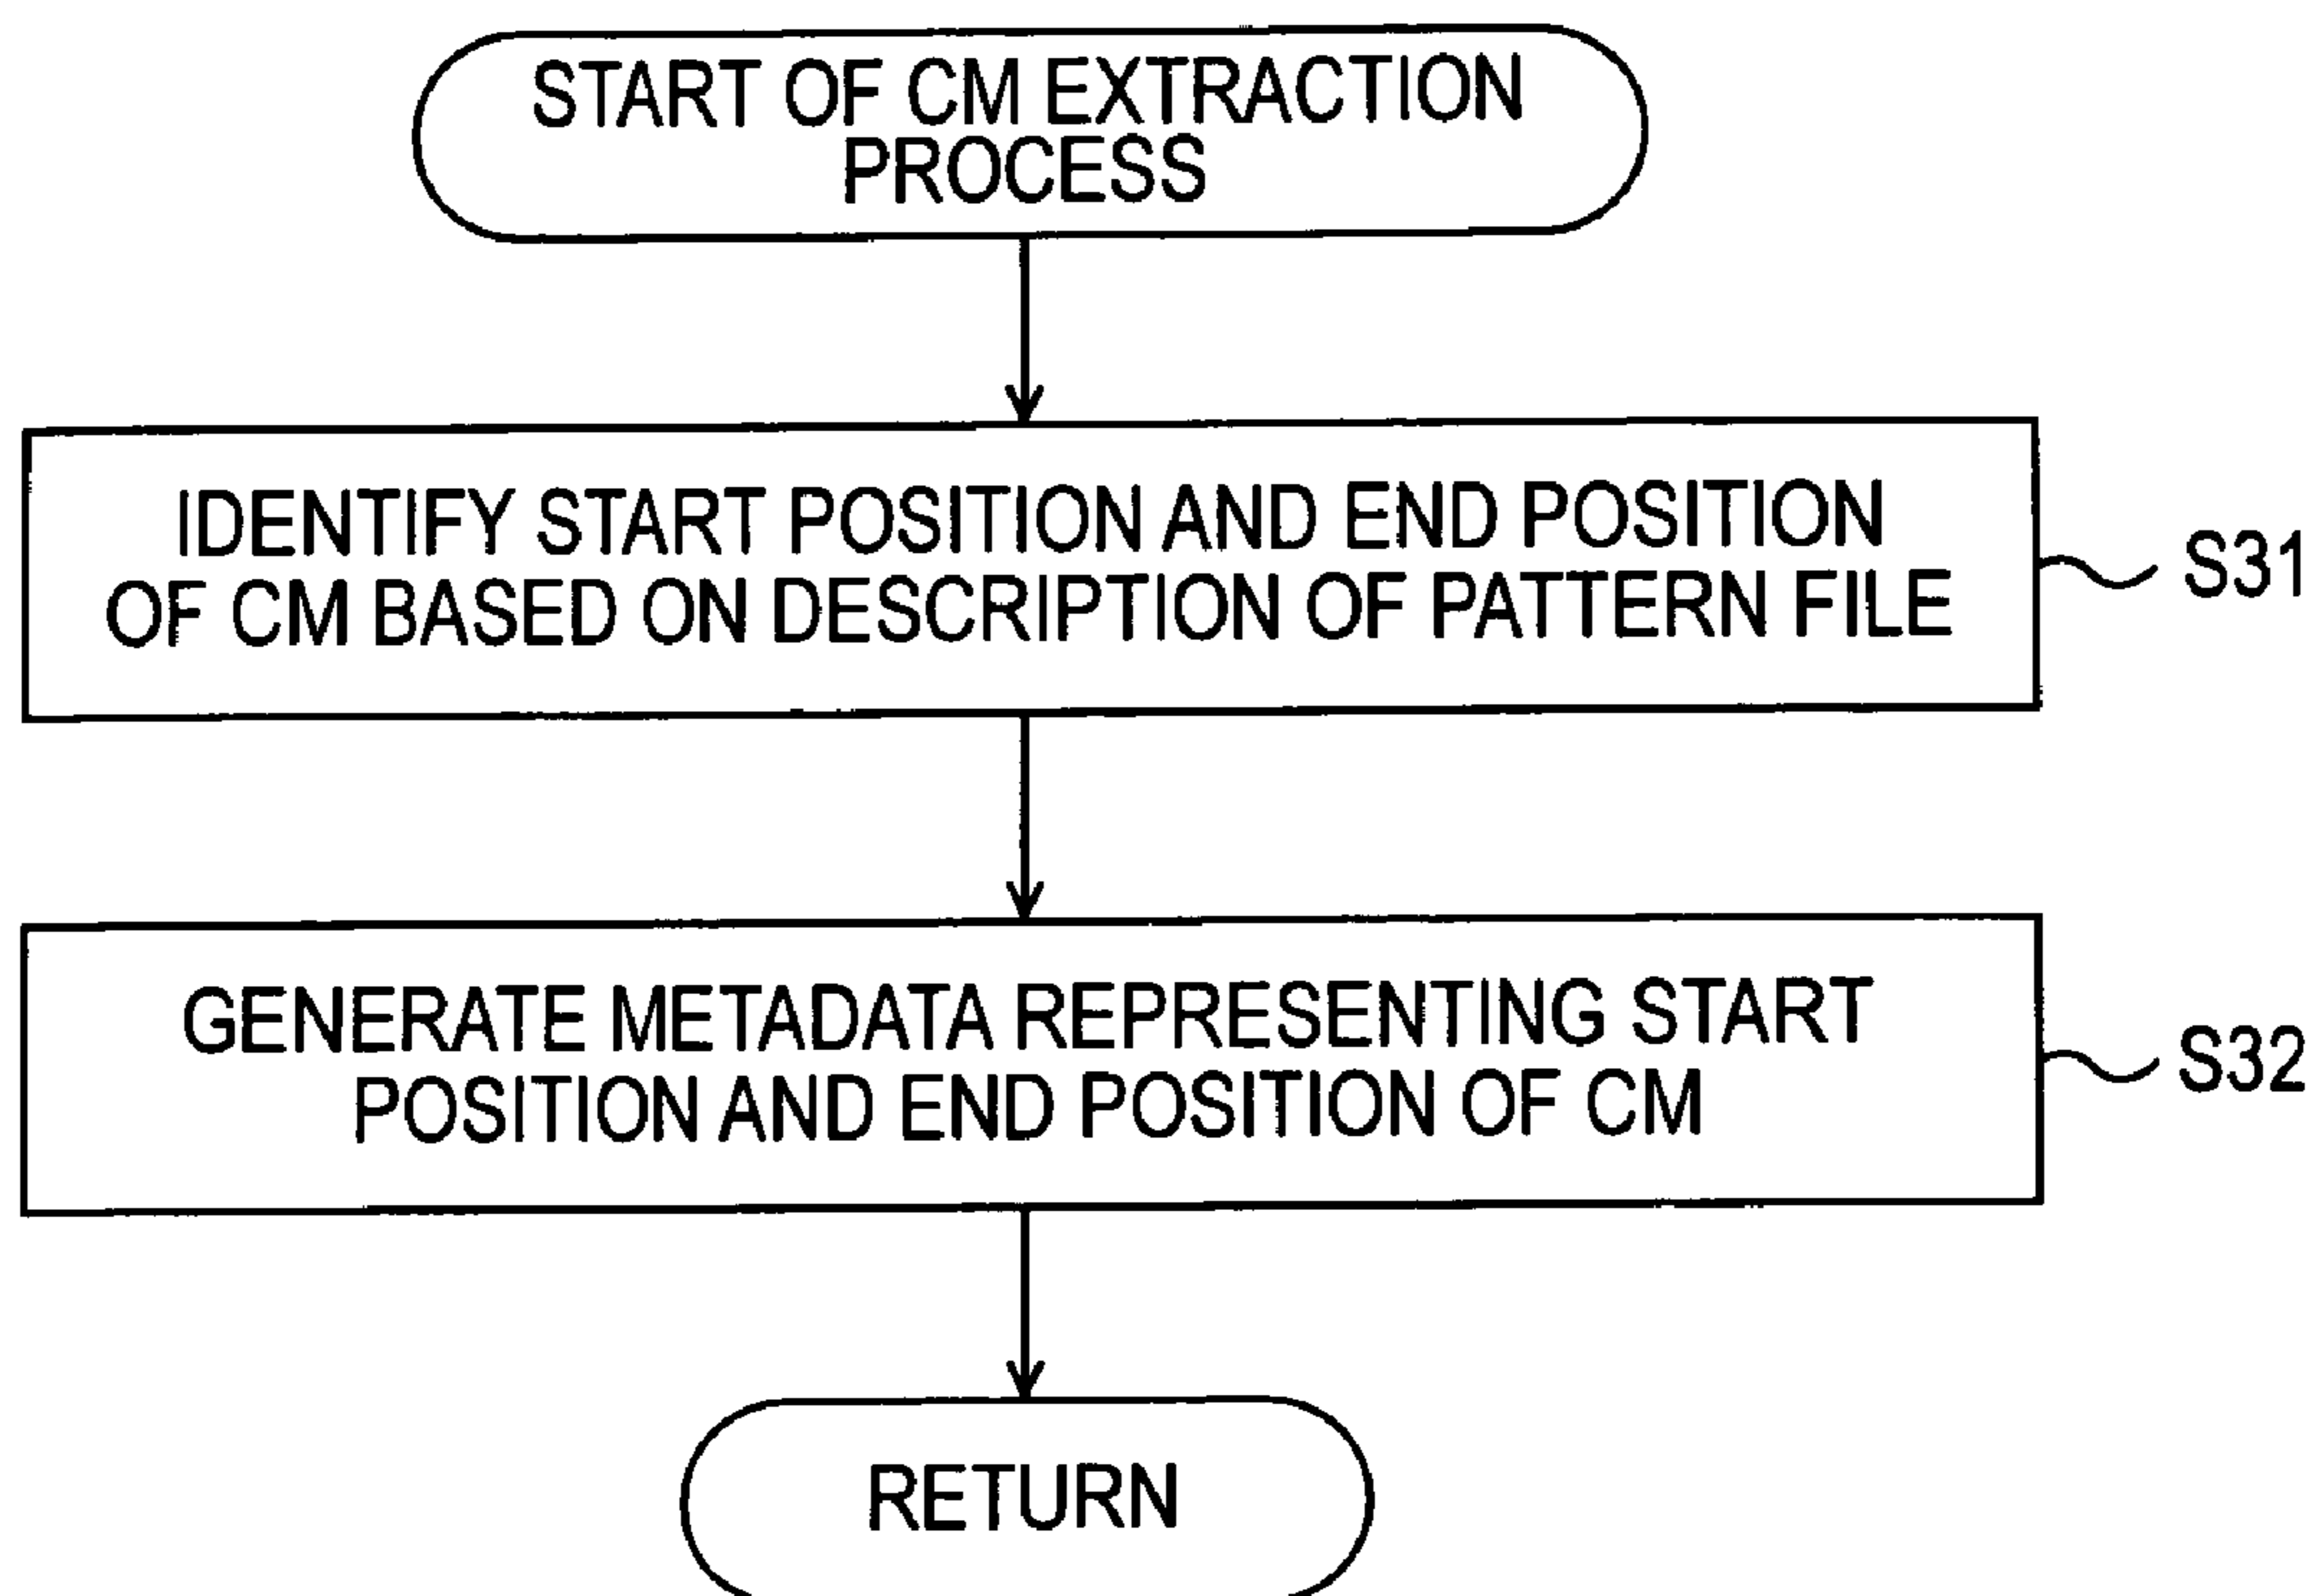 START OF CM EXTRACTION
PROCESS
IDENTIFY START POSITION AND END POSITION
OF CM BASED ON DESCRIPTION OF PATTERN FILE
S31
GENERATE METADATA REPRESENTING START
POSITION AND END POSITION OF CM
S32
RETURN